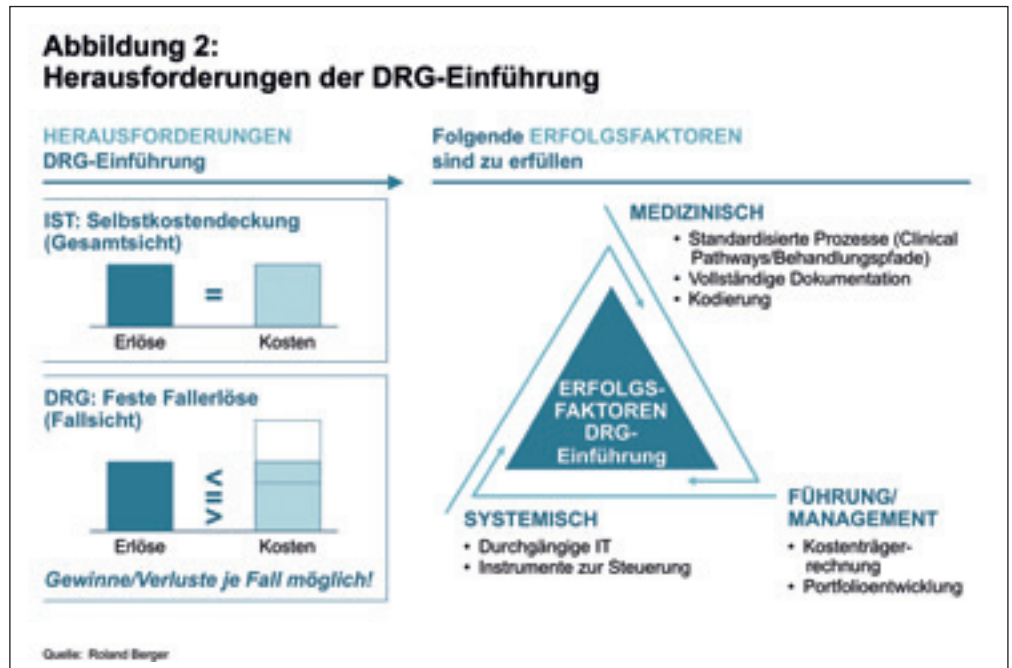 Abbildung 2:
Herausforderungen der DRG-Einführung
HERAUSFORDERUNGEN
DRG-Einführung
IST: Selbstkostendeckung
(Gesamtsicht)
=
Erlöse
Kosten
DRG: Feste Fallerlöse
(Fallsicht)
> = <
Erlöse
Kosten
Gewinne/Verluste je Fall möglich!
Folgende ERFOLGSFAKTOREN
sind zu erfüllen
MEDIZINISCH
• Standardisierte Prozesse (Clinical
Pathways/Behandlungspfade)
• Vollständige Dokumentation
• Kodierung
ERFOLGS-
FAKTOREN
DRG-
Einführung
SYSTEMISCH
• Durchgängige IT
• Instrumente zur Steuerung
FÜHRUNG/
MANAGEMENT
• Kostenträger-
rechnung
• Portfolioentwicklung
Quelle: Roland Berger